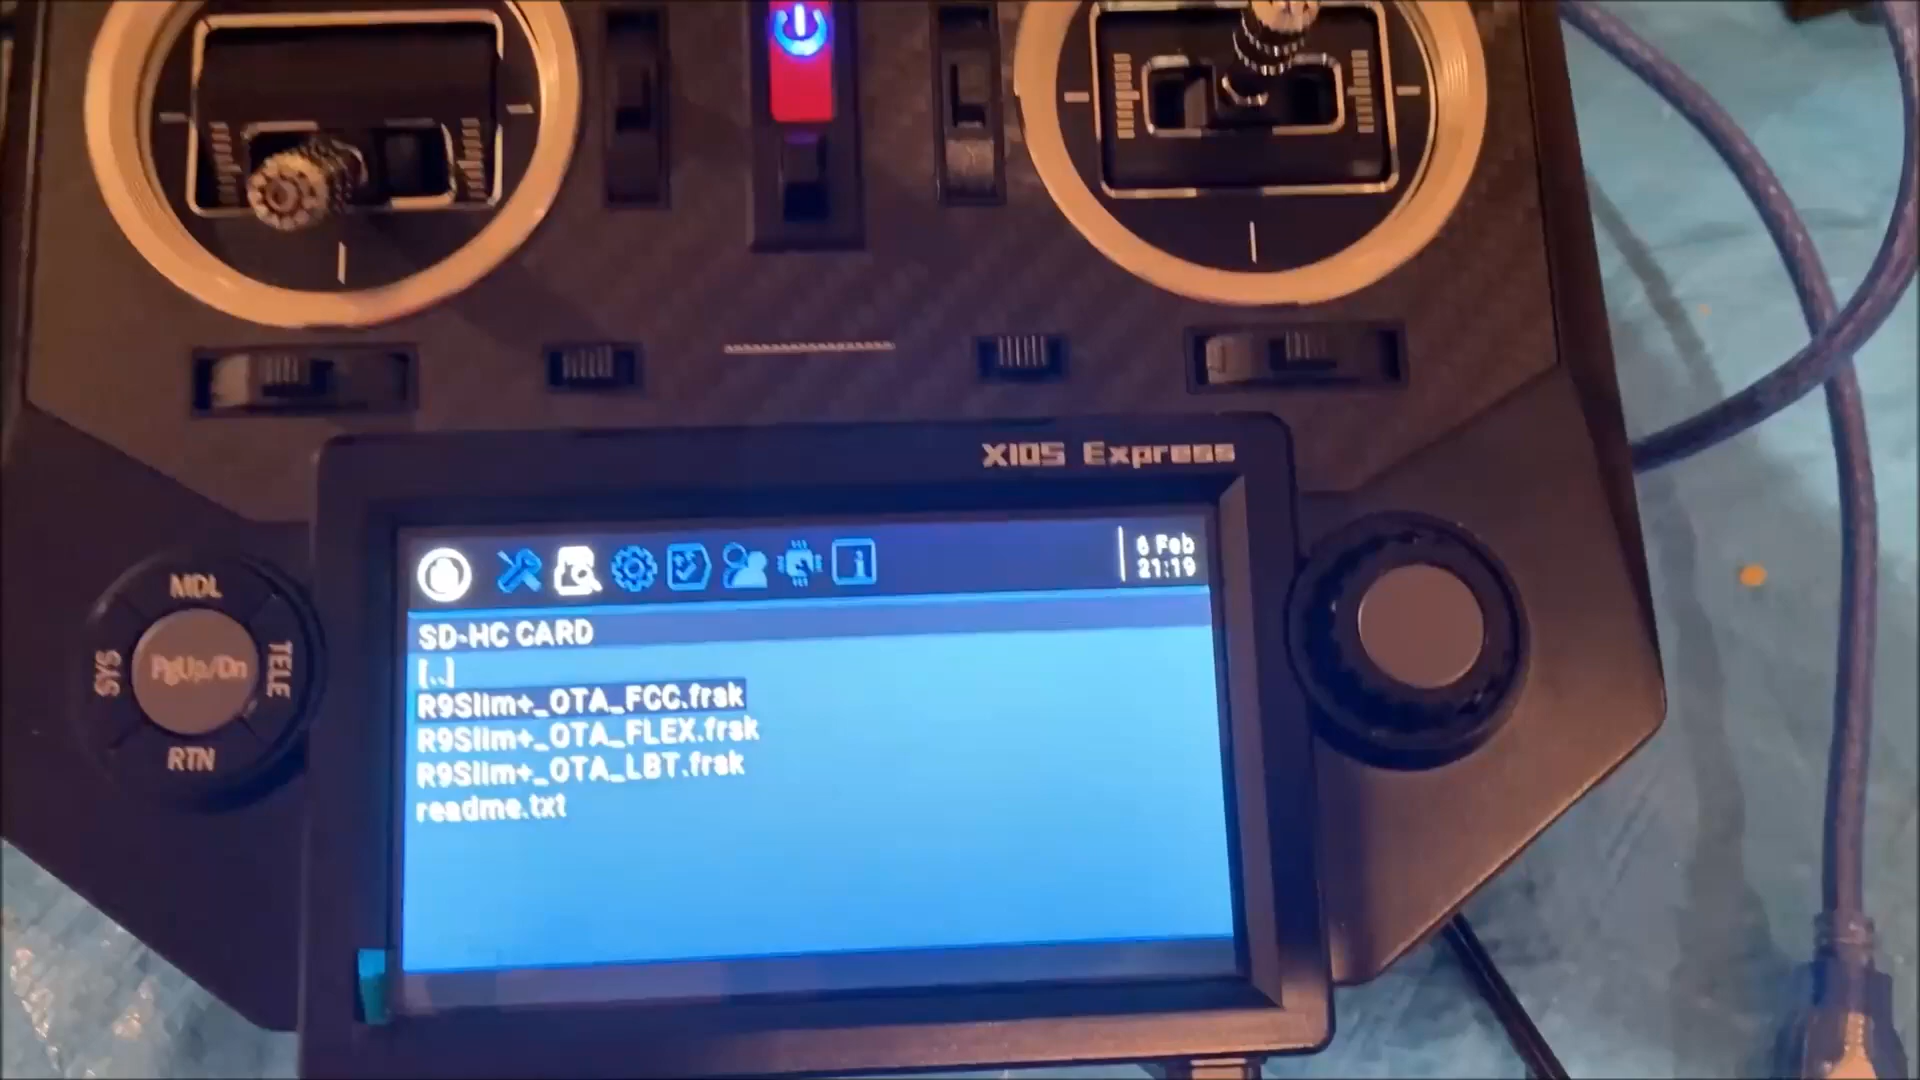 X10S Express
6 Feb
21:19
SD-HC CARD
[..]
R9Slim+_OTA_FCC.frsk
R9Slim+_OTA_FLEX.frsk
R9Slim+_OTA_LBT.frsk
readme.txt
MDL
SYS
PgUp/Dn
TELE
RTN